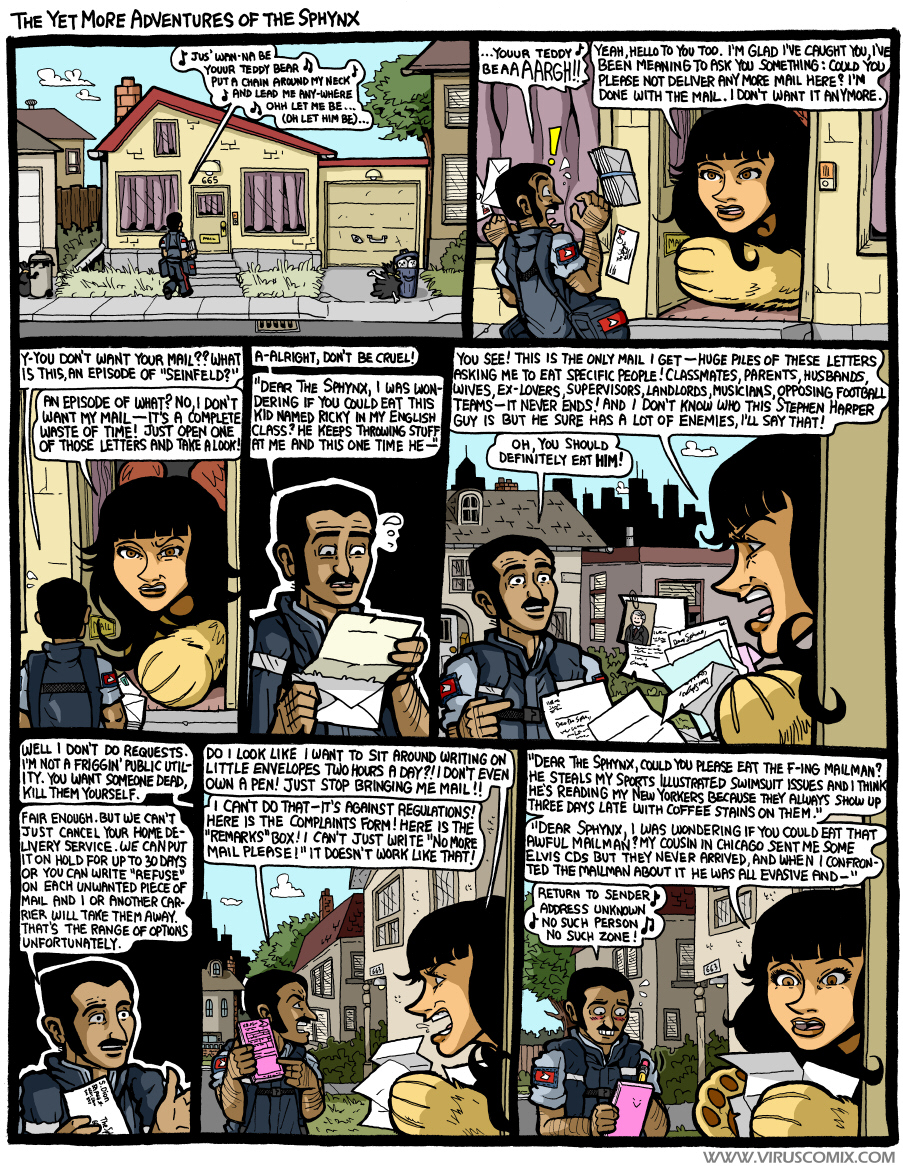 THE YET MORE ADVENTURES OF THE SPHYNX
JUS' WAN-NA BE
YOUUR TEDDY BEAR
PUT A CHAIN AROUND MY NECK
AND LEAD ME ANY-WHERE
OHH LET ME BE...
(OH LET HIM BE)...
665
MAIL
...YOUUR TEDDY
BEAAAARGH!!
!
YEAH, HELLO TO YOU TOO. I'M GLAD I'VE CAUGHT YOU, I'VE
BEEN MEANING TO ASK YOU SOMETHING: COULD YOU
PLEASE NOT DELIVER ANY MORE MAIL HERE? I'M
DONE WITH THE MAIL. I DON'T WANT IT ANYMORE.
MAIL
Y-YOU DON'T WANT YOUR MAIL?? WHAT
IS THIS, AN EPISODE OF "SEINFELD?"
AN EPISODE OF WHAT? NO, I DON'T
WANT MY MAIL—IT'S A COMPLETE
WASTE OF TIME! JUST OPEN ONE
OF THOSE LETTERS AND TAKE A LOOK!
MAIL
A-ALRIGHT, DON'T BE CRUEL!
"DEAR THE SPHYNX, I WAS WON-
DERING IF YOU COULD EAT THIS
KID NAMED RICKY IN MY ENGLISH
CLASS? HE KEEPS THROWING STUFF
AT ME AND THIS ONE TIME HE—"
YOU SEE! THIS IS THE ONLY MAIL I GET—HUGE PILES OF THESE LETTERS
ASKING ME TO EAT SPECIFIC PEOPLE! CLASSMATES, PARENTS, HUSBANDS,
WIVES, EX-LOVERS, SUPERVISORS, LANDLORDS, MUSICIANS, OPPOSING FOOTBALL
TEAMS—IT NEVER ENDS! AND I DON'T KNOW WHO THIS STEPHEN HARPER
GUY IS BUT HE SURE HAS A LOT OF ENEMIES, I'LL SAY THAT!
OH, YOU SHOULD
DEFINITELY EAT HIM!
WELL I DON'T DO REQUESTS.
I'M NOT A FRIGGIN' PUBLIC UTIL-
ITY. YOU WANT SOMEONE DEAD,
KILL THEM YOURSELF.
FAIR ENOUGH. BUT WE CAN'T
JUST CANCEL YOUR HOME DE-
LIVERY SERVICE. WE CAN PUT
IT ON HOLD FOR UP TO 30 DAYS
OR YOU CAN WRITE "REFUSE"
ON EACH UNWANTED PIECE OF
MAIL AND I OR ANOTHER CAR-
RIER WILL TAKE THEM AWAY.
THAT'S THE RANGE OF OPTIONS
UNFORTUNATELY.
DO I LOOK LIKE I WANT TO SIT AROUND WRITING ON
LITTLE ENVELOPES TWO HOURS A DAY?! I DON'T EVEN
OWN A PEN! JUST STOP BRINGING ME MAIL!!
I CAN'T DO THAT—IT'S AGAINST REGULATIONS!
HERE IS THE COMPLAINTS FORM! HERE IS THE
"REMARKS" BOX! I CAN'T JUST WRITE "NO MORE
MAIL PLEASE!" IT DOESN'T WORK LIKE THAT!
663
"DEAR THE SPHYNX, COULD YOU PLEASE EAT THE F-ING MAILMAN?
HE STEALS MY SPORTS ILLUSTRATED SWIMSUIT ISSUES AND I THINK
HE'S READING MY NEW YORKERS BECAUSE THEY ALWAYS SHOW UP
THREE DAYS LATE WITH COFFEE STAINS ON THEM."
"DEAR SPHYNX, I WAS WONDERING IF YOU COULD EAT THAT
AWFUL MAILMAN? MY COUSIN IN CHICAGO SENT ME SOME
ELVIS CDS BUT THEY NEVER ARRIVED, AND WHEN I CONFRON-
TED THE MAILMAN ABOUT IT HE WAS ALL EVASIVE AND—"
RETURN TO SENDER
ADDRESS UNKNOWN
NO SUCH PERSON
NO SUCH ZONE!
663
WWW.VIRUSCOMIX.COM